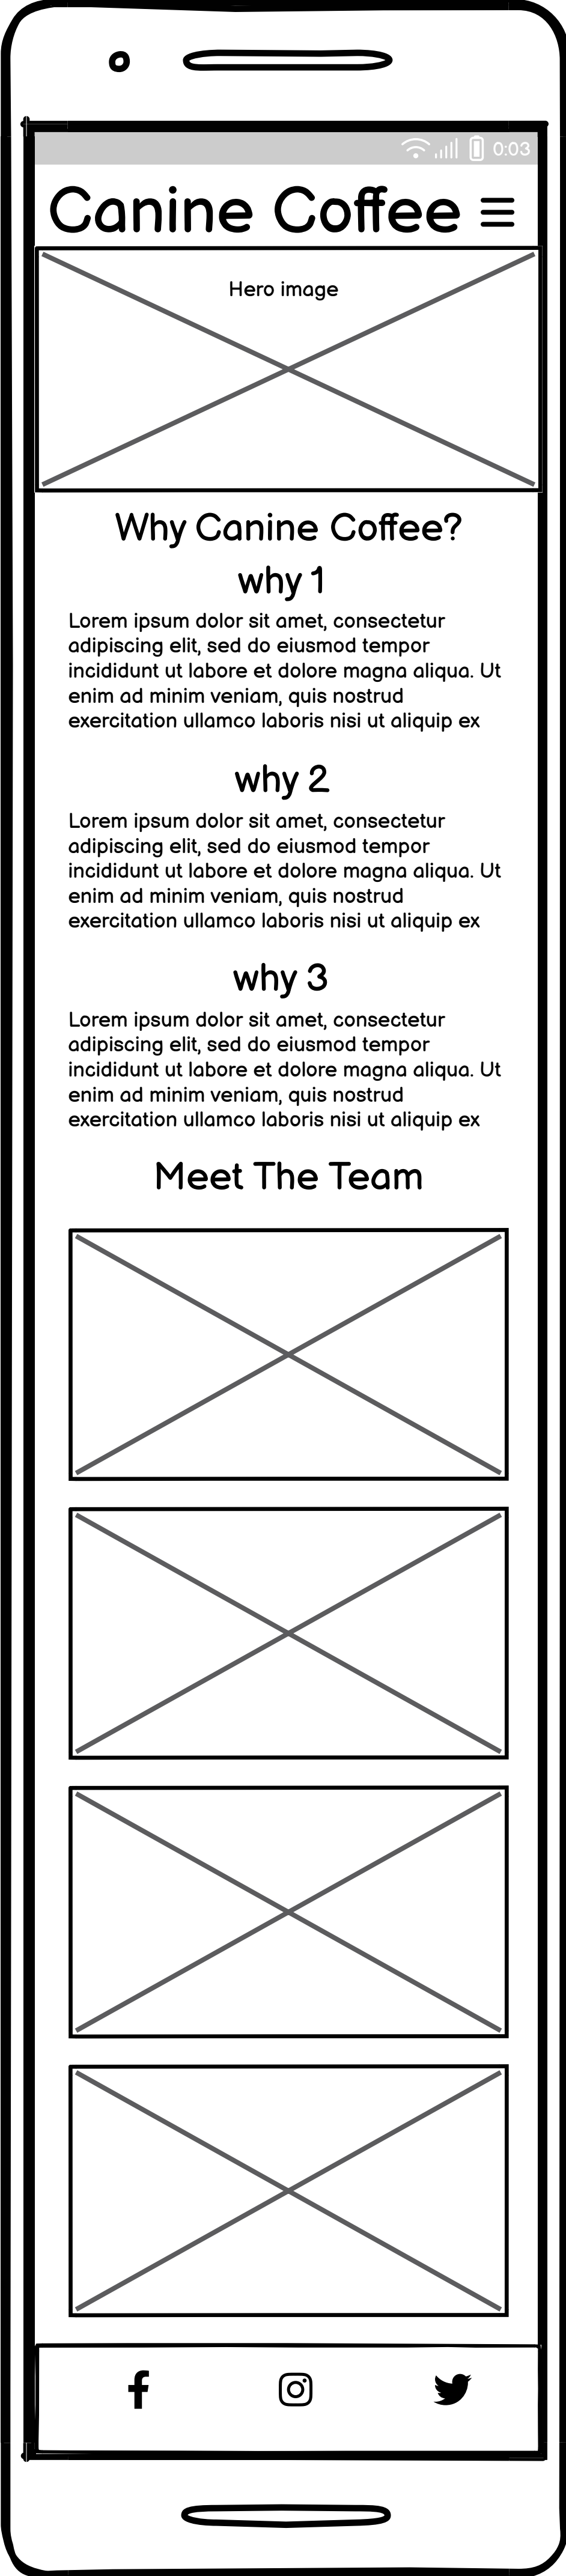 0:03
Canine Coffee
Hero image
Why Canine Coffee?
why 1
Lorem ipsum dolor sit amet, consectetur
adipiscing elit, sed do eiusmod tempor
incididunt ut labore et dolore magna aliqua. Ut
enim ad minim veniam, quis nostrud
exercitation ullamco laboris nisi ut aliquip ex
why 2
Lorem ipsum dolor sit amet, consectetur
adipiscing elit, sed do eiusmod tempor
incididunt ut labore et dolore magna aliqua. Ut
enim ad minim veniam, quis nostrud
exercitation ullamco laboris nisi ut aliquip ex
why 3
Lorem ipsum dolor sit amet, consectetur
adipiscing elit, sed do eiusmod tempor
incididunt ut labore et dolore magna aliqua. Ut
enim ad minim veniam, quis nostrud
exercitation ullamco laboris nisi ut aliquip ex
Meet The Team